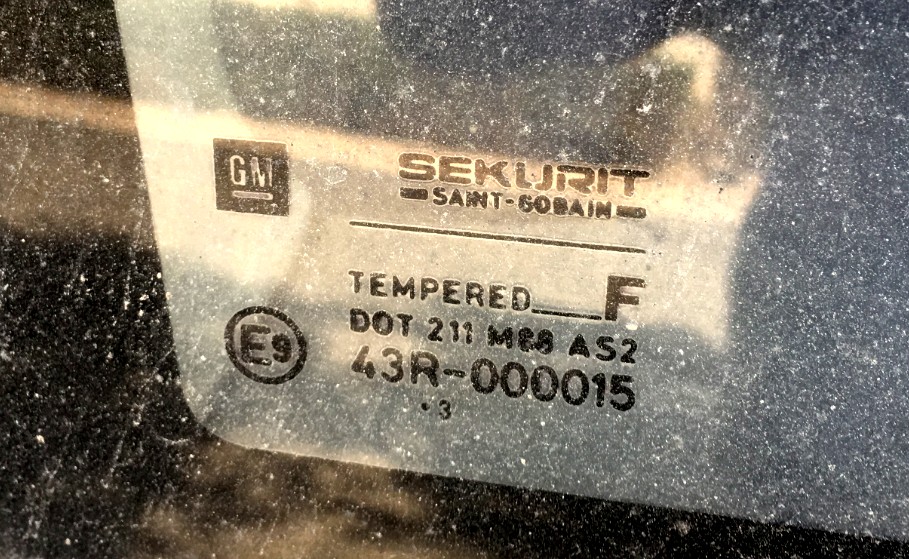 GM
SEKURIT
SAINT-GOBAIN
TEMPERED F
DOT 211 M88 AS2
E9
43R-000015
.3